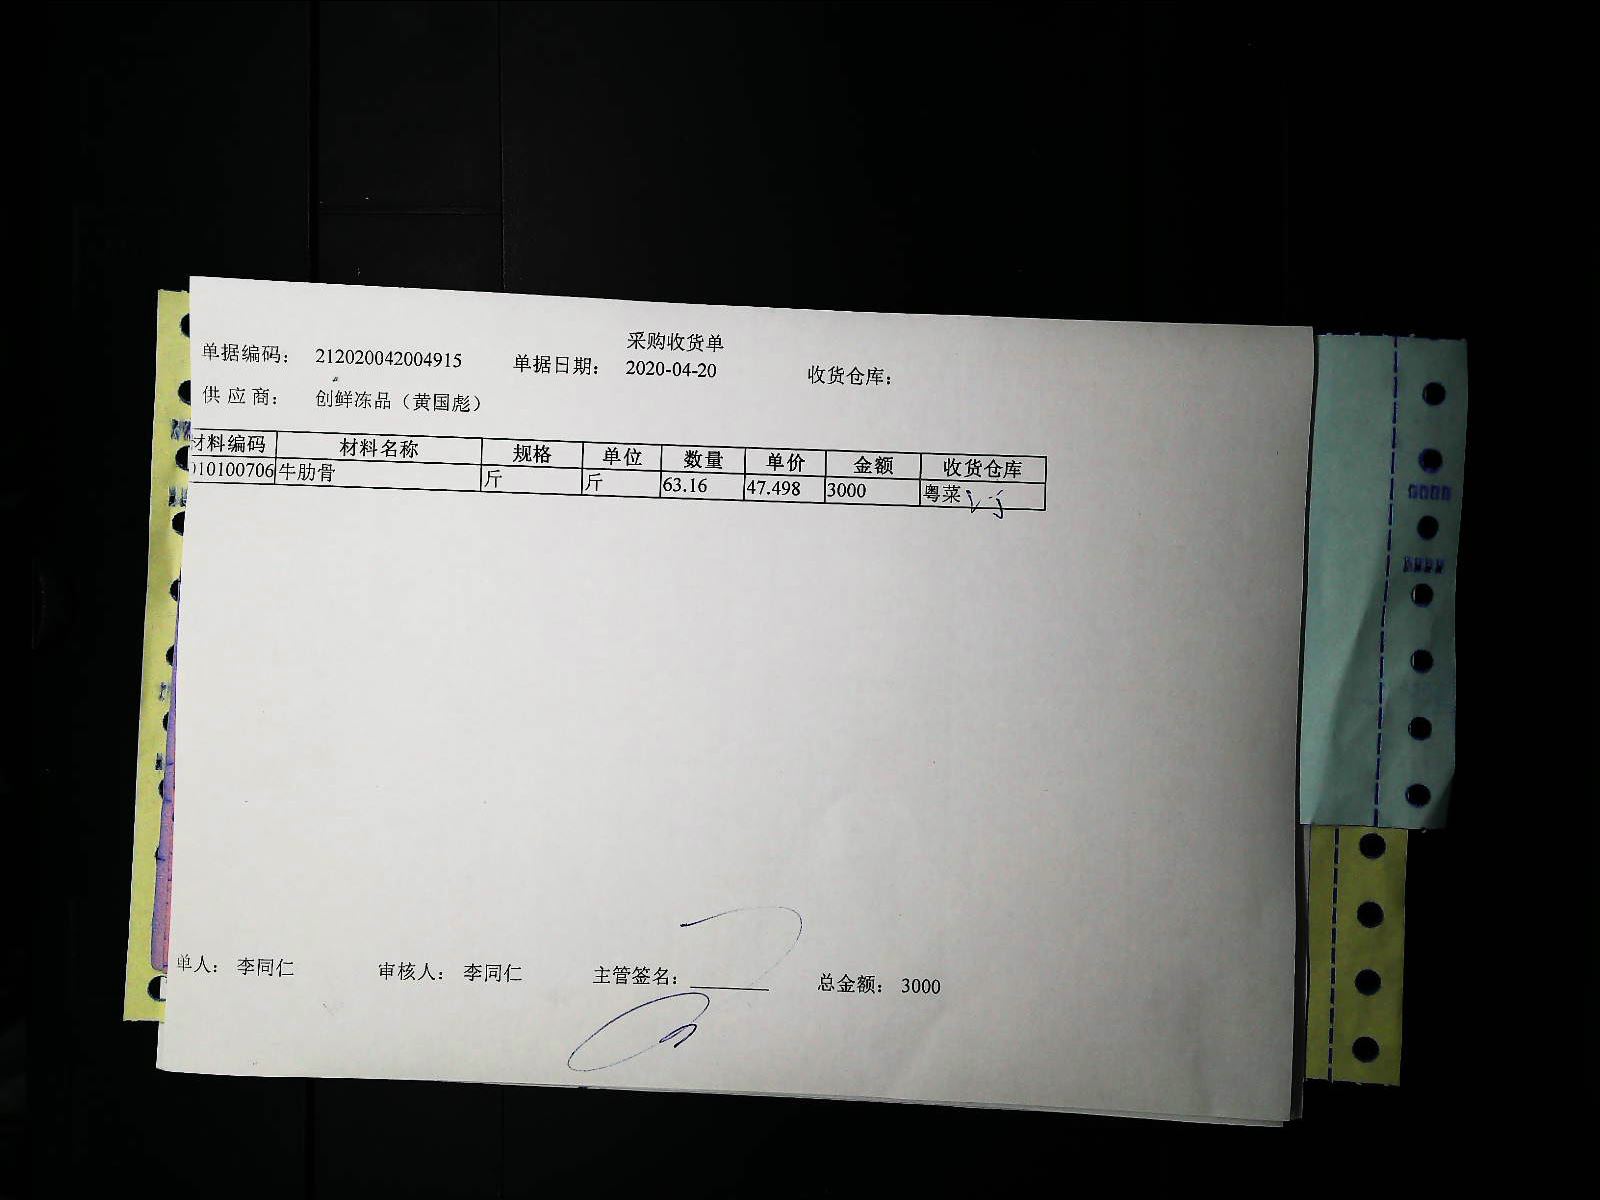 采购收货单
单据编码： 212020042004915 单据日期： 2020-04-20 收货仓库：
供应商： 创鲜冻品（黄国彪）
材料编码 材料名称 规格 单位 数量 单价 金额 收货仓库
010100706 牛肋骨 斤 斤 63.16 47.498 3000 粤菜
单人： 李同仁 审核人： 李同仁 主管签名： 总金额： 3000